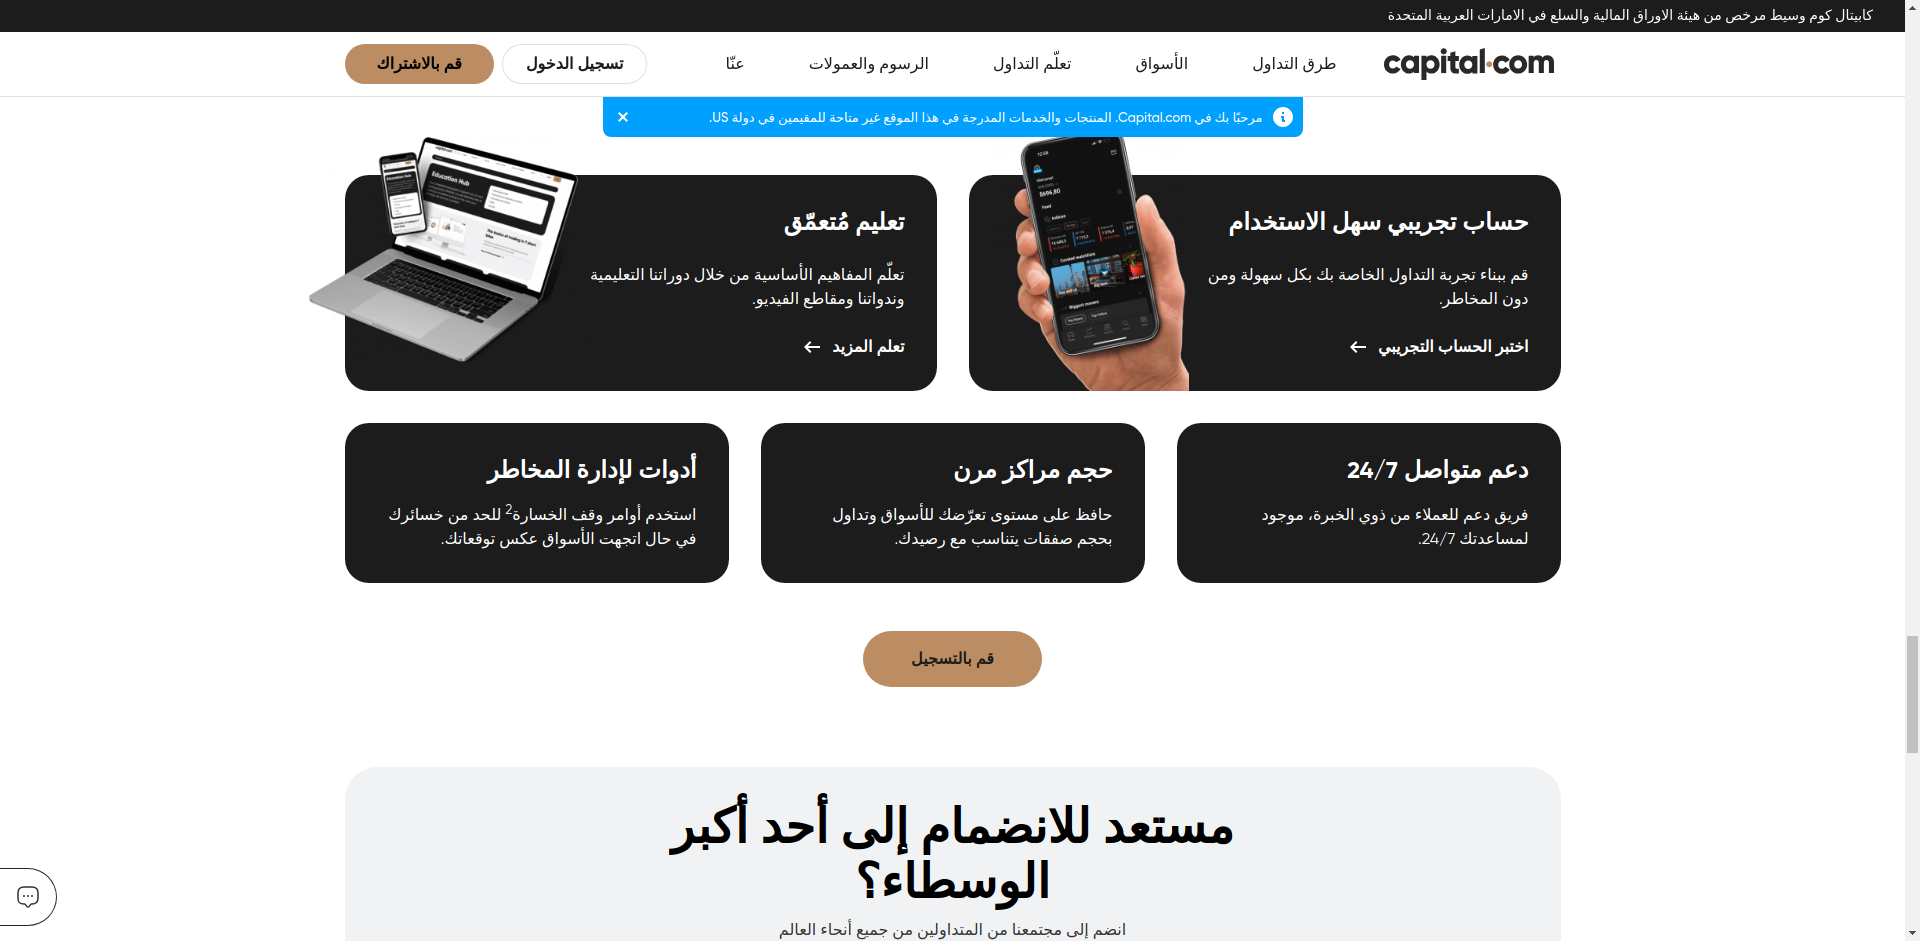 كابيتال كوم وسيط مرخص من هيئة الاوراق المالية والسلع في الامارات العربية المتحدة
capital.com
طرق التداول
الأسواق
تعلّم التداول
الرسوم والعمولات
عنّا
تسجيل الدخول
قم بالاشتراك
مرحبًا بك في Capital.com. المنتجات والخدمات المدرجة في هذا الموقع غير متاحة للمقيمين في دولة US.
حساب تجريبي سهل الاستخدام
قم ببناء تجربة التداول الخاصة بك بكل سهولة ومن
دون المخاطر.
اختبر الحساب التجريبي
تعليم مُتعمّق
تعلّم المفاهيم الأساسية من خلال دوراتنا التعليمية
وندواتنا ومقاطع الفيديو.
تعلم المزيد
Education Hub
دعم متواصل 24/7
فريق دعم للعملاء من ذوي الخبرة، موجود
لمساعدتك 24/7.
حجم مراكز مرن
حافظ على مستوى تعرّضك للأسواق وتداول
بحجم صفقات يتناسب مع رصيدك.
أدوات لإدارة المخاطر
استخدم أوامر وقف الخسارة2 للحد من خسائرك
في حال اتجهت الأسواق عكس توقعاتك.
قم بالتسجيل
مستعد للانضمام إلى أحد أكبر
الوسطاء؟
انضم إلى مجتمعنا من المتداولين من جميع أنحاء العالم